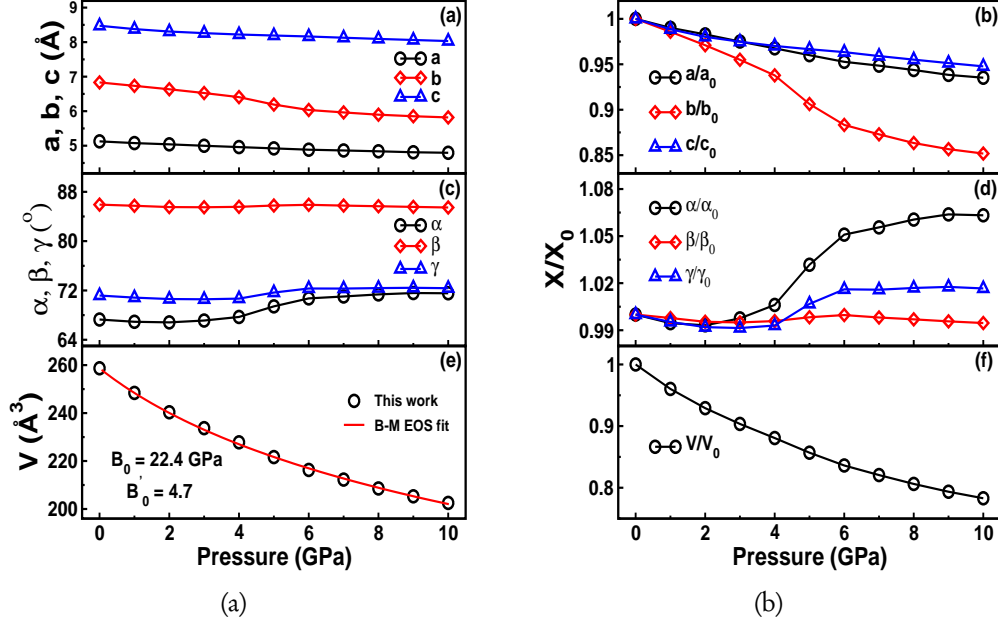 (a)
a, b, c (Å)
9
8
7
6
5
a
b
c
(b)
1
0.95
0.9
0.85
a/a0
b/b0
c/c0
(c)
α, β, γ (°)
88
80
72
64
α
β
γ
(d)
X/X0
1.08
1.05
1.02
0.99
α/α0
β/β0
γ/γ0
(e)
V (Å3)
260
240
220
200
This work
B-M EOS fit
B0 = 22.4 GPa
B'0 = 4.7
0 2 4 6 8 10
Pressure (GPa)
(f)
1
0.9
0.8
V/V0
0 2 4 6 8 10
Pressure (GPa)
(a)
(b)